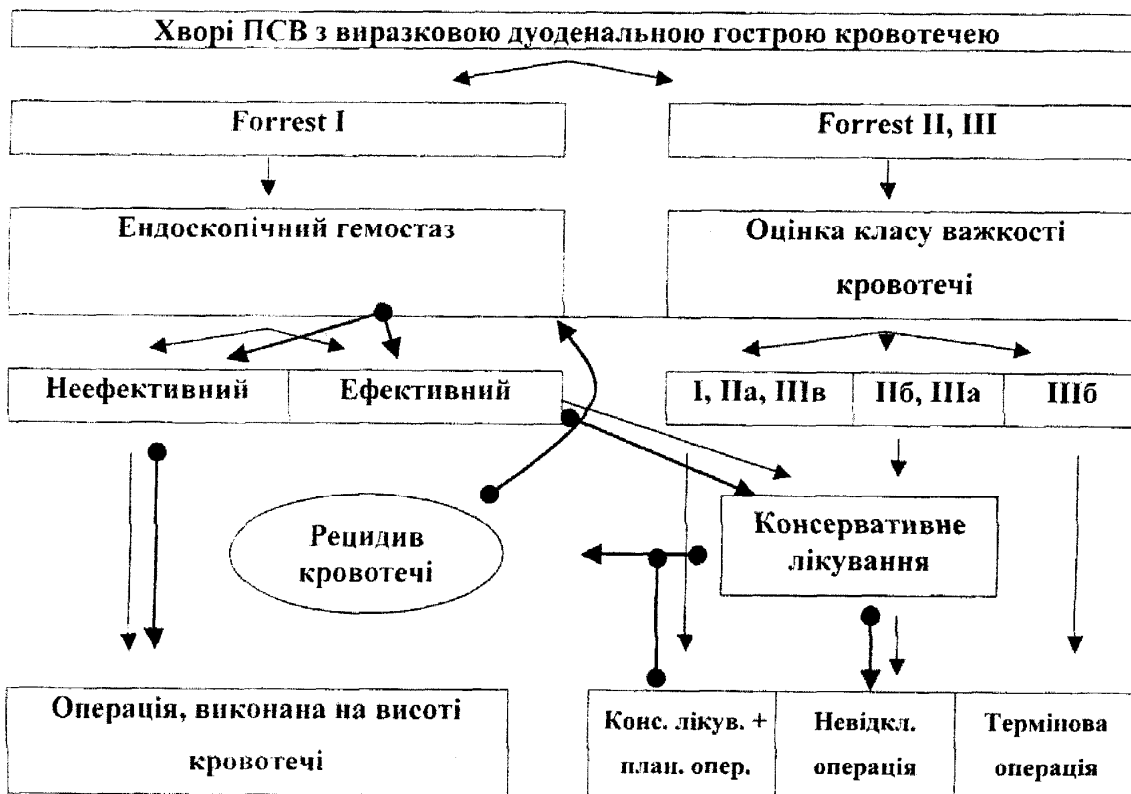 Хворі ПСВ з виразковою дуоденальною гострою кровотечею
Forrest I
Forrest II, III
Ендоскопічний гемостаз
Оцінка класу важкості
кровотечі
Неефективний
Ефективний
I, IIа, IIIв
IIб, IIIа
IIIб
Рецидив
кровотечі
Консервативне
лікування
Операція, виконана на висоті
кровотечі
Конс. лікув. +
план. опер.
Невідкл.
операція
Термінова
операція